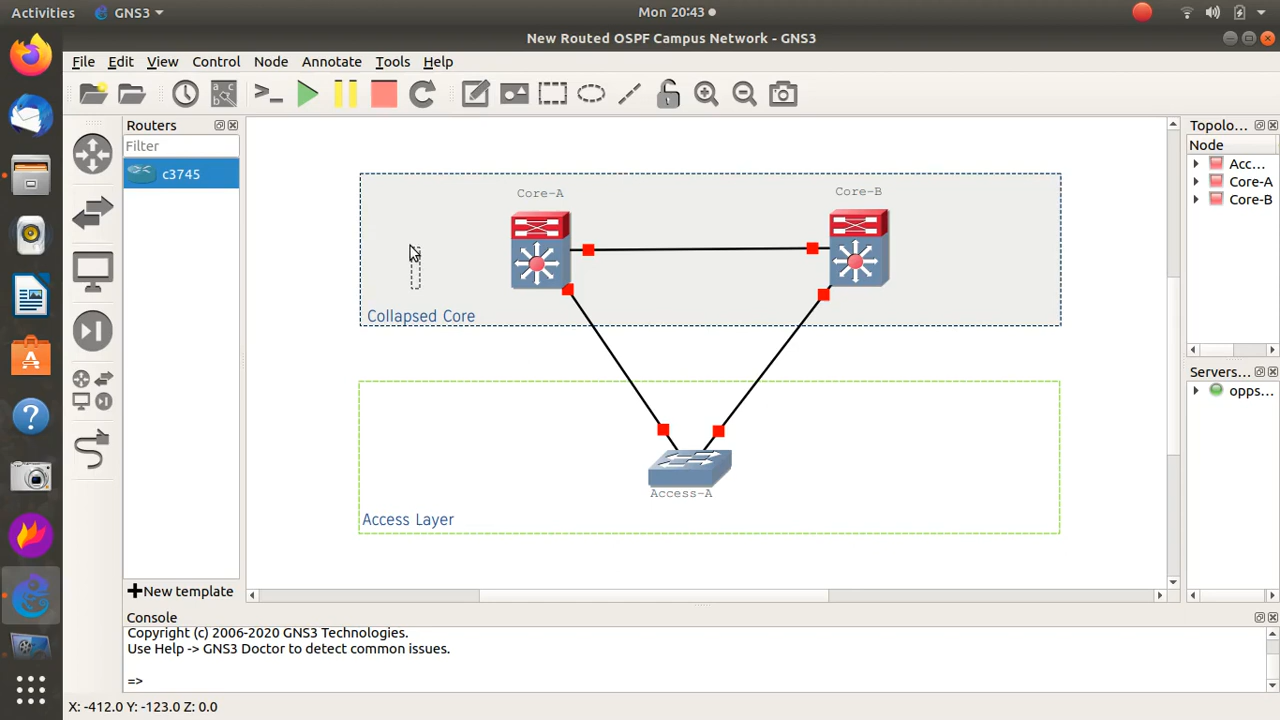 Activities
GNS3
Mon 20:43
New Routed OSPF Campus Network - GNS3
File Edit View Control Node Annotate Tools Help
Routers
Filter
c3745
New template
Core-A
Core-B
Collapsed Core
Access-A
Access Layer
Topolo...
Node
Acc...
Core-A
Core-B
Servers...
opps...
Console
Copyright (c) 2006-2020 GNS3 Technologies.
Use Help -> GNS3 Doctor to detect common issues.
=>
X: -412.0 Y: -123.0 Z: 0.0